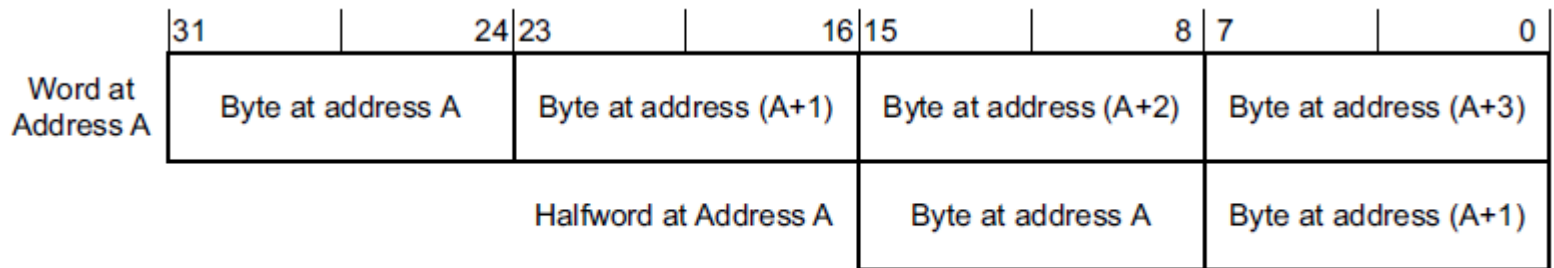 31 24 23 16 15 8 7 0
Word at
Address A
Byte at address A Byte at address (A+1) Byte at address (A+2) Byte at address (A+3)
Halfword at Address A Byte at address A Byte at address (A+1)